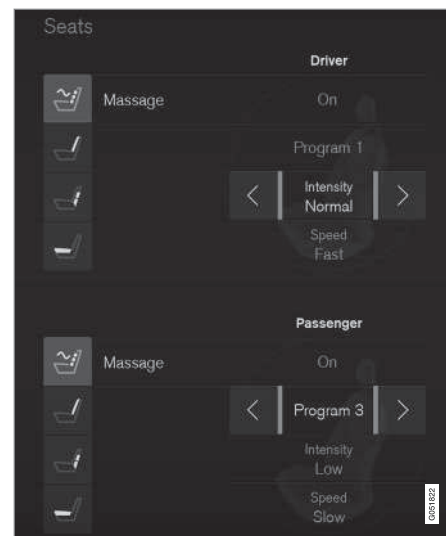 Seats
Driver
Massage
On
Program 1
Intensity
Normal
Speed
Fast
Passenger
Massage
On
Program 3
Intensity
Low
Speed
Slow
G051822